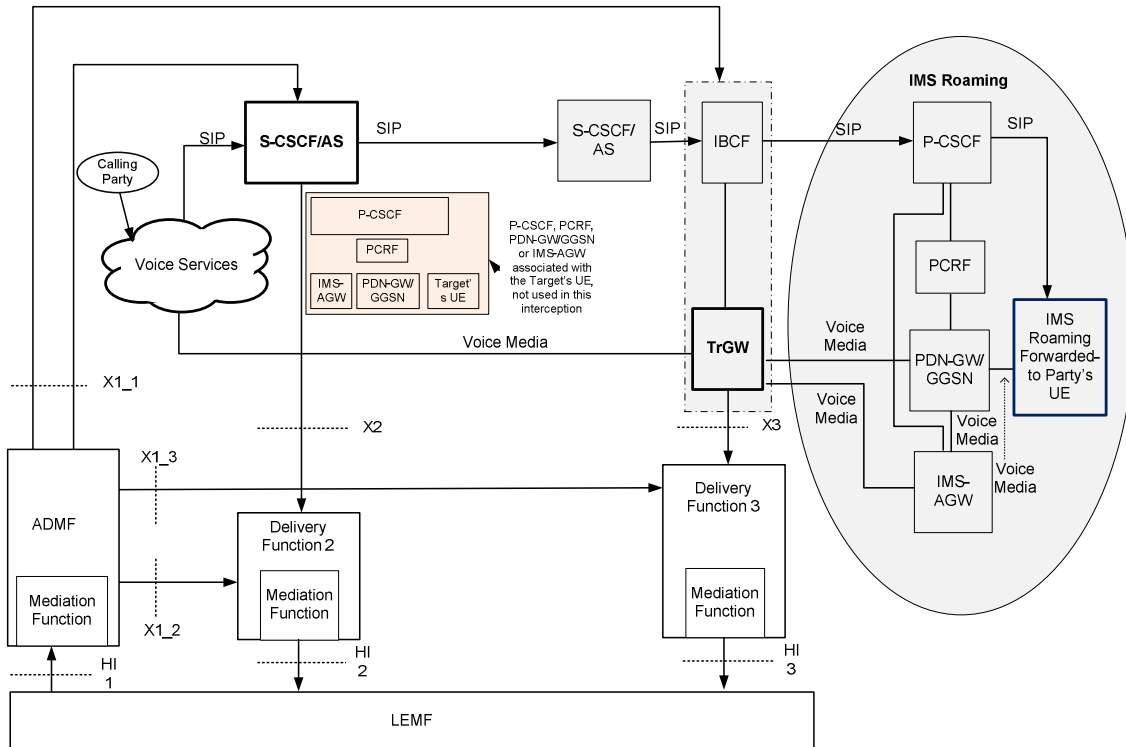 IMS Roaming
SIP
S-CSCF/AS
SIP
S-CSCF/
AS
SIP
IBCF
SIP
P-CSCF
SIP
Calling
Party
Voice Services
P-CSCF
PCRF
IMS-
AGW
PDN-GW/
GGSN
Target'
s UE
P-CSCF, PCRF,
PDN-GW/GGSN
or IMS-AGW
associated with
the Target's UE,
not used in this
interception
PCRF
Voice Media
TrGW
Voice
Media
PDN-GW/
GGSN
IMS
Roaming
Forwarded-
to Party's
UE
Voice
Media
Voice
Media
Voice
Media
IMS-
AGW
X1_1
X2
X3
X1_3
ADMF
Delivery
Function 2
Delivery
Function 3
Mediation
Function
Mediation
Function
Mediation
Function
X1_2
HI
1
HI
2
HI
3
LEMF